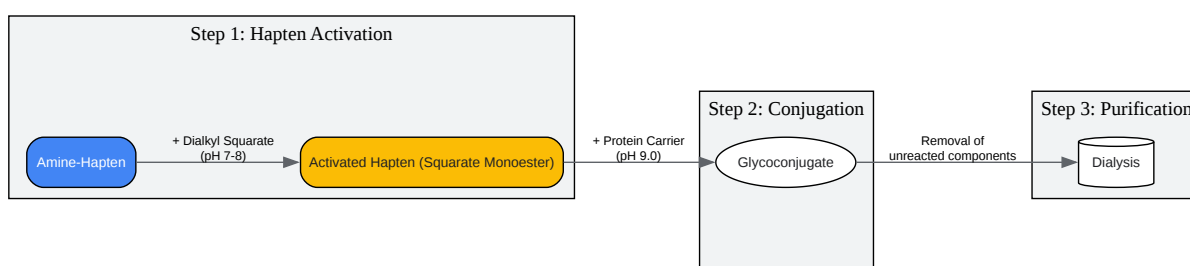 Step 1: Hapten Activation
Amine-Hapten
+ Dialkyl Squarate
(pH 7-8)
Activated Hapten (Squarate Monoester)
+ Protein Carrier
(pH 9.0)
Step 2: Conjugation
Glycoconjugate
Removal of
unreacted components
Step 3: Purification
Dialysis